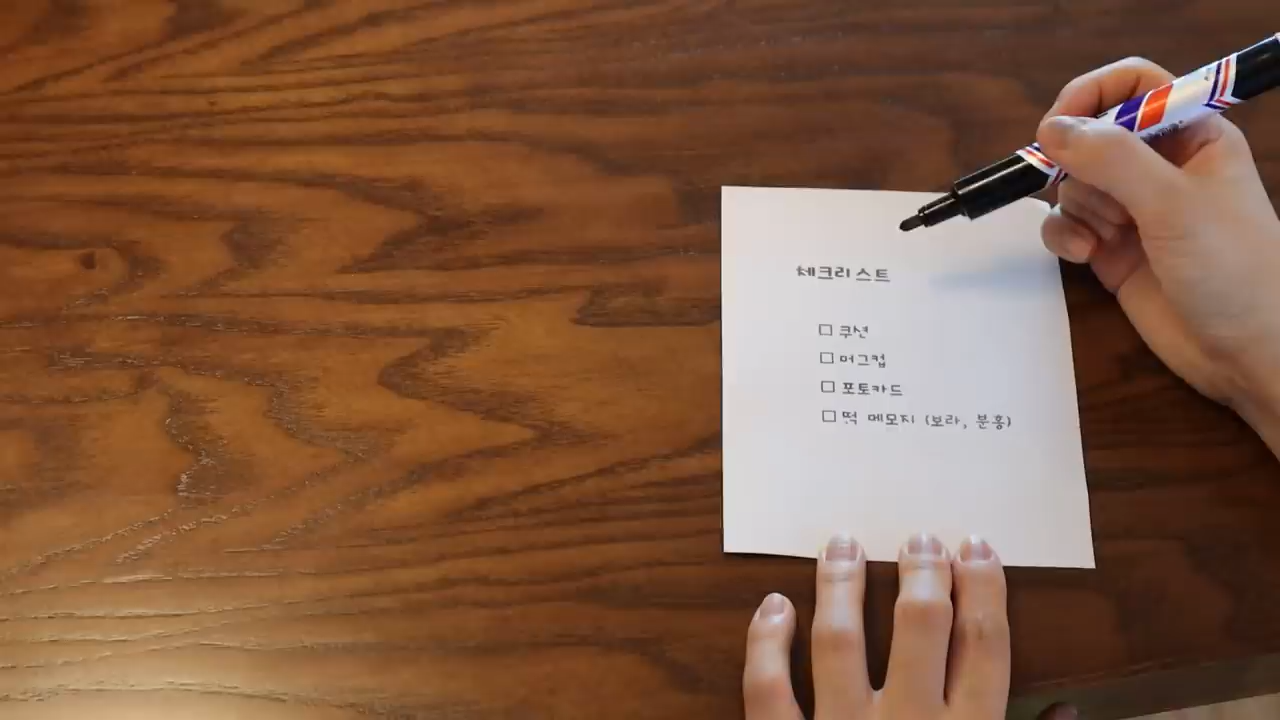 체크리스트
☐ 쿠션
☐ 머그컵
☐ 포토카드
☐ 떡 메모지 (보라, 분홍)